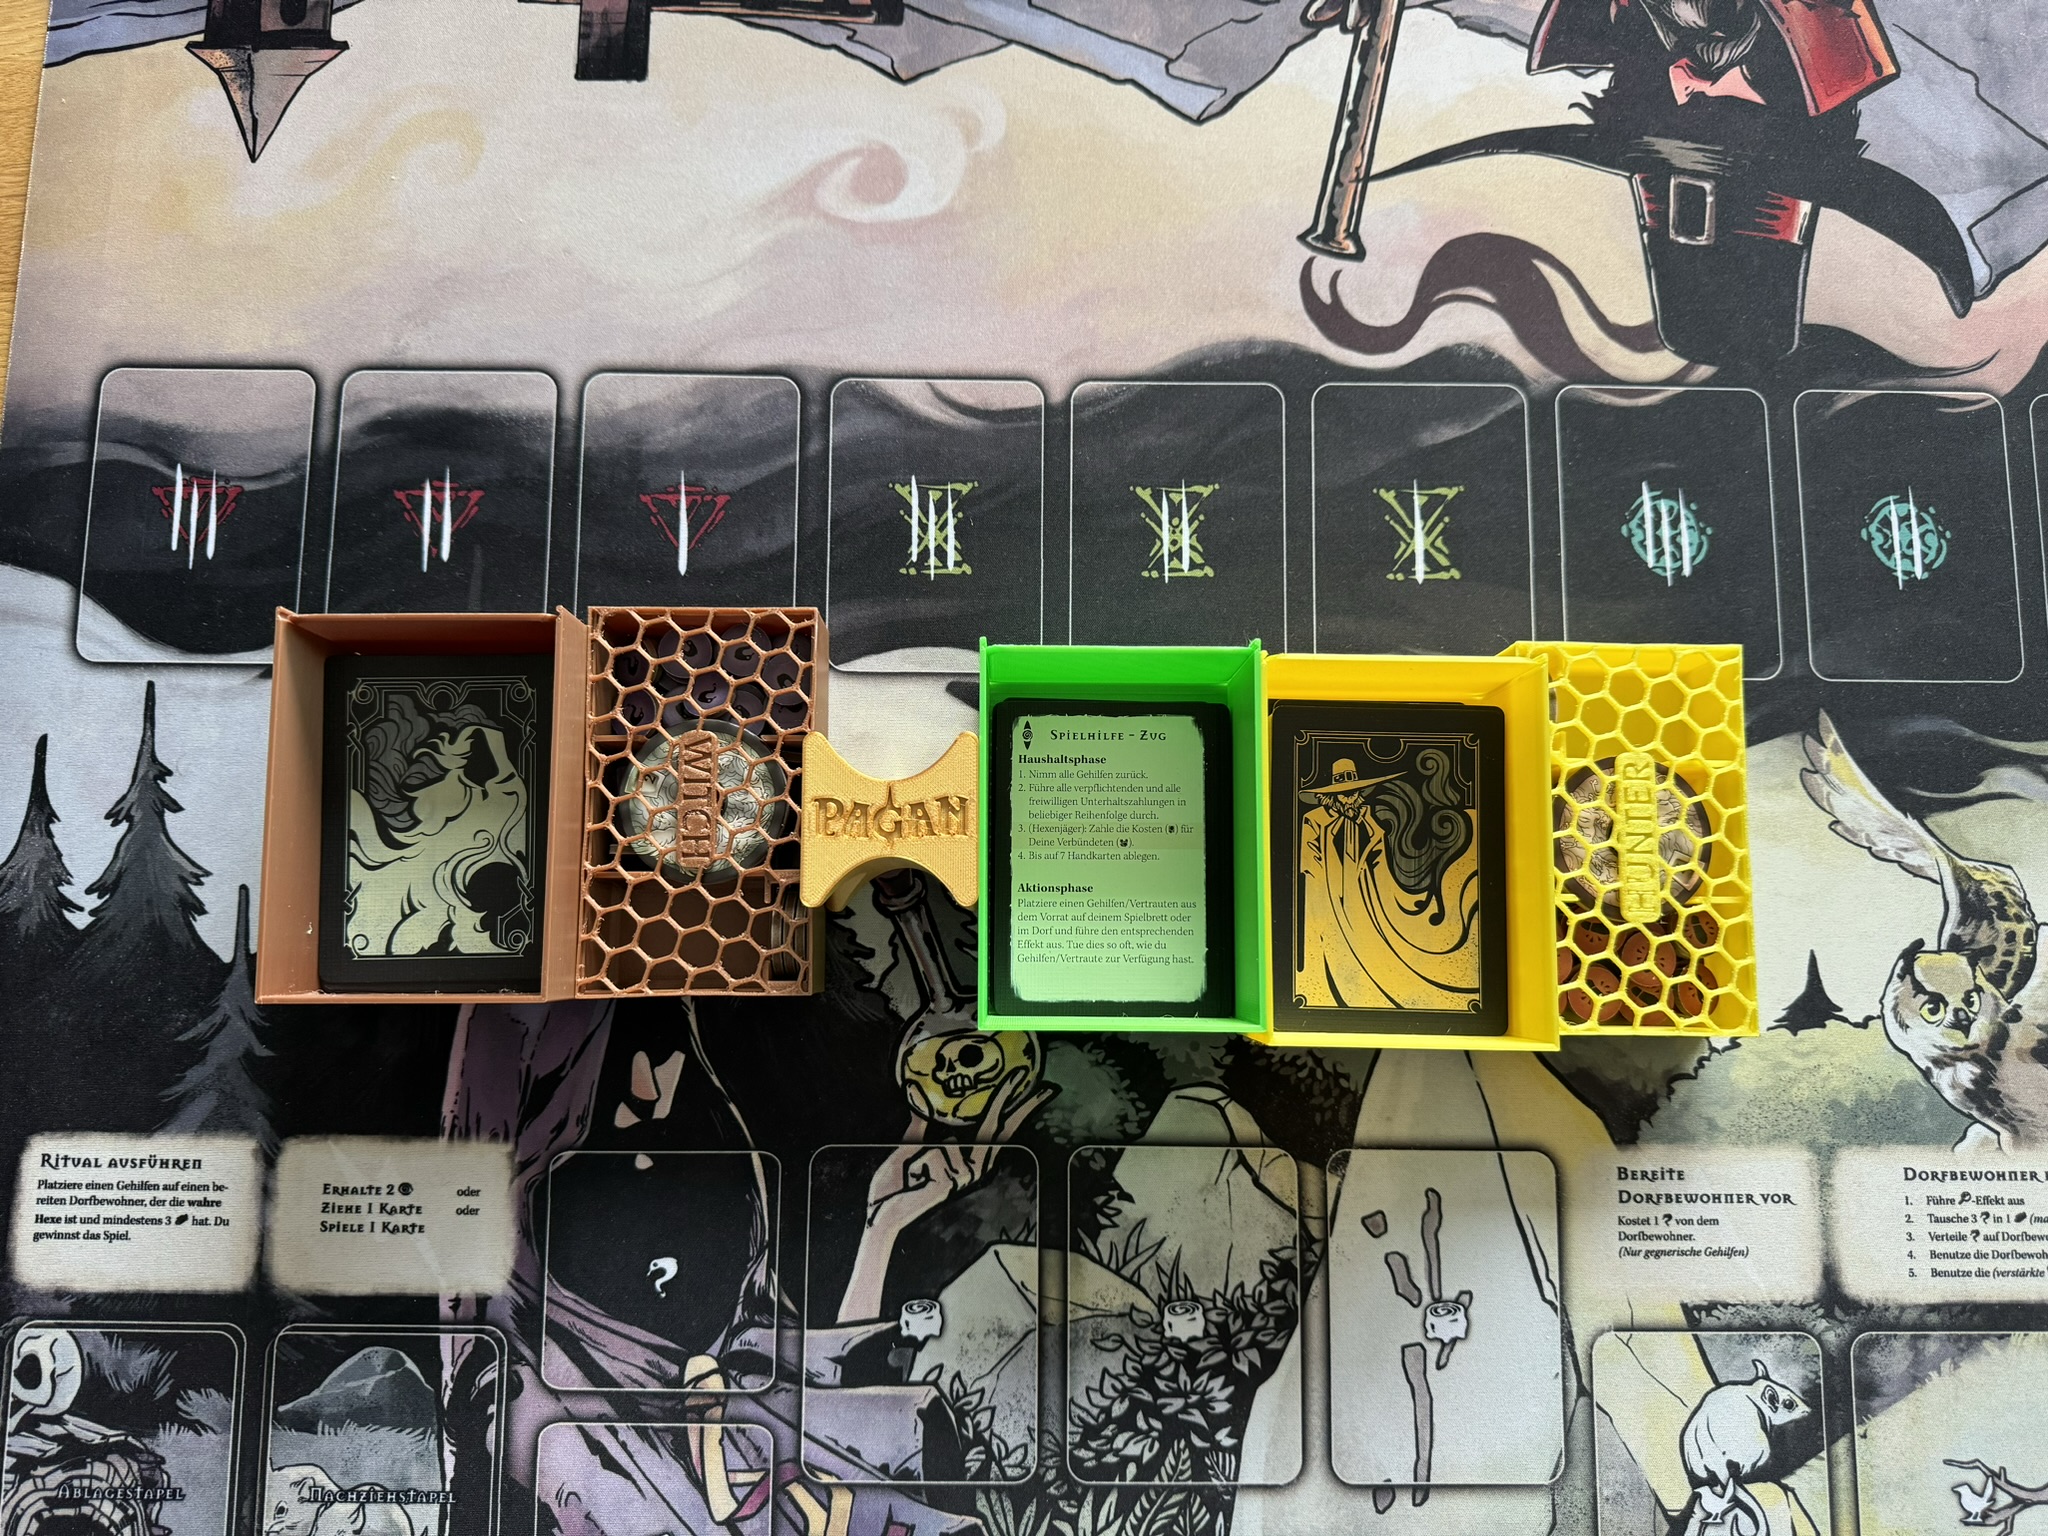 WITCH
PAGAN
Spielhilfe – Zug
Haushaltsphase
1. Nimm alle Gehilfen zurück.
2. Führe alle verpflichtenden und alle
freiwilligen Unterhaltszahlungen in
beliebiger Reihenfolge durch.
3. (Hexenjäger): Zahle die Kosten () für
Deine Verbündeten ().
4. Bis auf 7 Handkarten ablegen.
Aktionsphase
Platziere einen Gehilfen/Vertrauten aus
dem Vorrat auf deinem Spielbrett oder
im Dorf und führe den entsprechenden
Effekt aus. Tue dies so oft, wie du
Gehilfen/Vertraute zur Verfügung hast.
HUNTER
Ritual ausführen
Platziere einen Gehilfen auf einen be-
reiten Dorfbewohner, der die wahre
Hexe ist und mindestens 3 hat. Du
gewinnst das Spiel.
Erhalte 2 oder
Ziehe 1 Karte oder
Spiele 1 Karte
Bereite
Dorfbewohner vor
Kostet 1 ? von dem
Dorfbewohner.
(Nur gegnerische Gehilfen)
Dorfbewohner
1. Führe -Effekt aus
2. Tausche 3 ? in 1
3. Verteile ? auf
4. Benutze die
5. Benutze die (verstärkte
Ablagestapel
Nachziehstapel